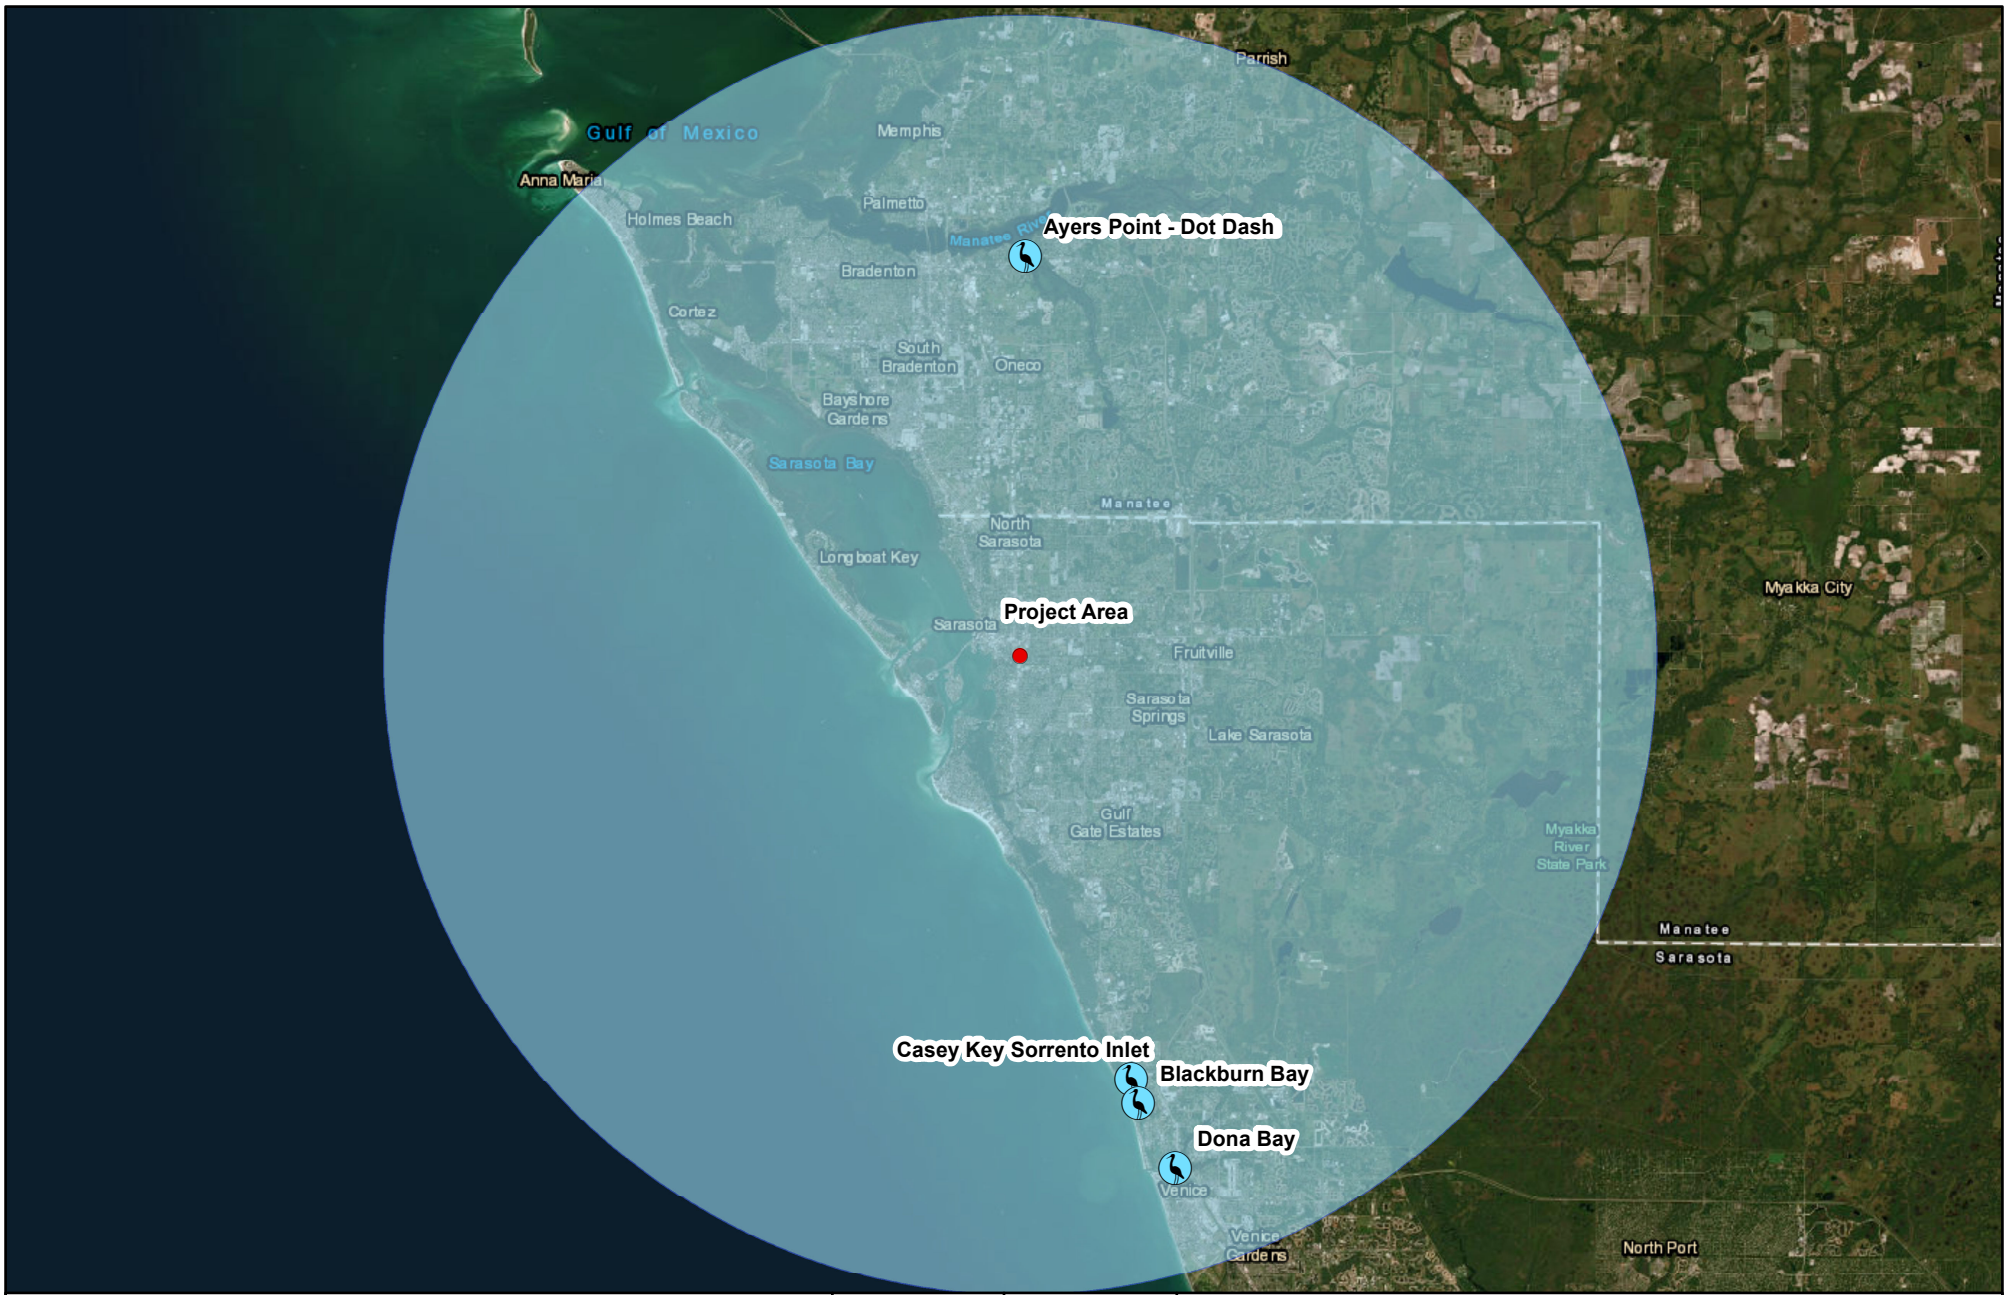 Parrish
Gulf of Mexico
Memphis
Anna Maria
Holmes Beach
Palmetto
Manatee River
Ayers Point - Dot Dash
Bradenton
Cortez
South
Bradenton
Oneco
Bayshore
Gardens
Sarasota Bay
Manatee
North
Sarasota
Longboat Key
Myakka City
Project Area
Sarasota
Fruitville
Sarasota
Springs
Lake Sarasota
Gulf
Gate Estates
Myakka
River
State Park
Manatee
Sarasota
Casey Key Sorrento Inlet
Blackburn Bay
Dona Bay
Venice
Venice
Gardens
North Port